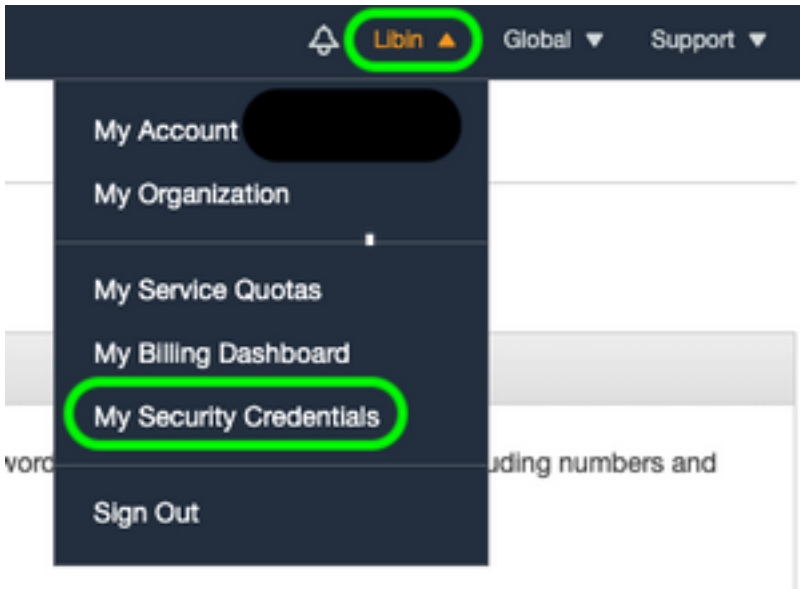 Libin ▲ Global ▼ Support ▼
My Account
My Organization
My Service Quotas
My Billing Dashboard
My Security Credentials
uding numbers and
Sign Out